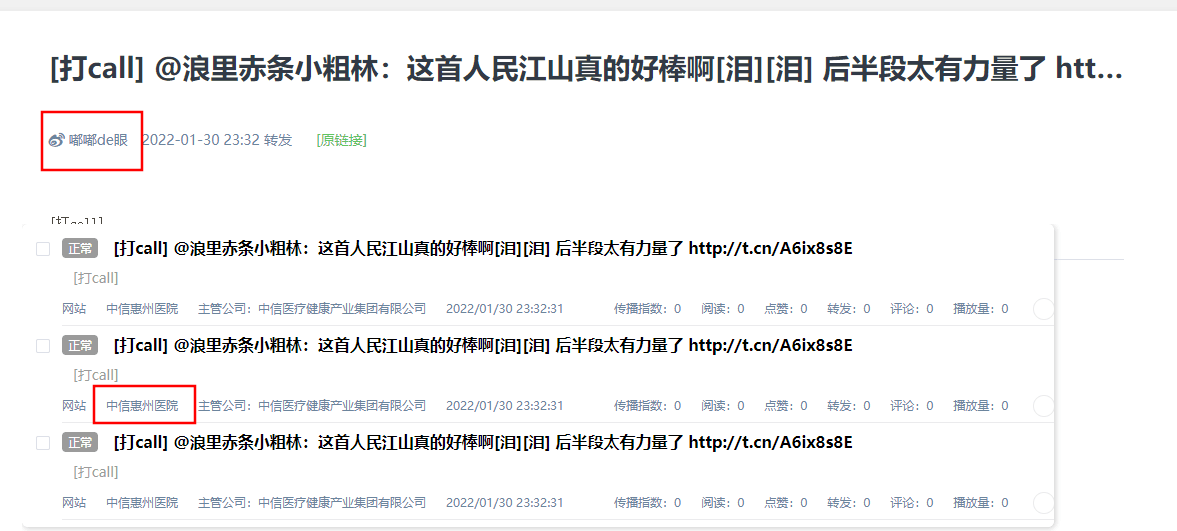 [打call] @浪里赤条小粗林：这首人民江山真的好棒啊[泪][泪] 后半段太有力量了 htt...
嘟嘟de眼 2022-01-30 23:32 转发 [原链接]
[打call]
正常 [打call] @浪里赤条小粗林：这首人民江山真的好棒啊[泪][泪] 后半段太有力量了 http://t.cn/A6ix8s8E
[打call]
网站 中信惠州医院 主管公司：中信医疗健康产业集团有限公司 2022/01/30 23:32:31 传播指数：0 阅读：0 点赞：0 转发：0 评论：0 播放量：0
正常 [打call] @浪里赤条小粗林：这首人民江山真的好棒啊[泪][泪] 后半段太有力量了 http://t.cn/A6ix8s8E
[打call]
网站 中信惠州医院 主管公司：中信医疗健康产业集团有限公司 2022/01/30 23:32:31 传播指数：0 阅读：0 点赞：0 转发：0 评论：0 播放量：0
正常 [打call] @浪里赤条小粗林：这首人民江山真的好棒啊[泪][泪] 后半段太有力量了 http://t.cn/A6ix8s8E
[打call]
网站 中信惠州医院 主管公司：中信医疗健康产业集团有限公司 2022/01/30 23:32:31 传播指数：0 阅读：0 点赞：0 转发：0 评论：0 播放量：0